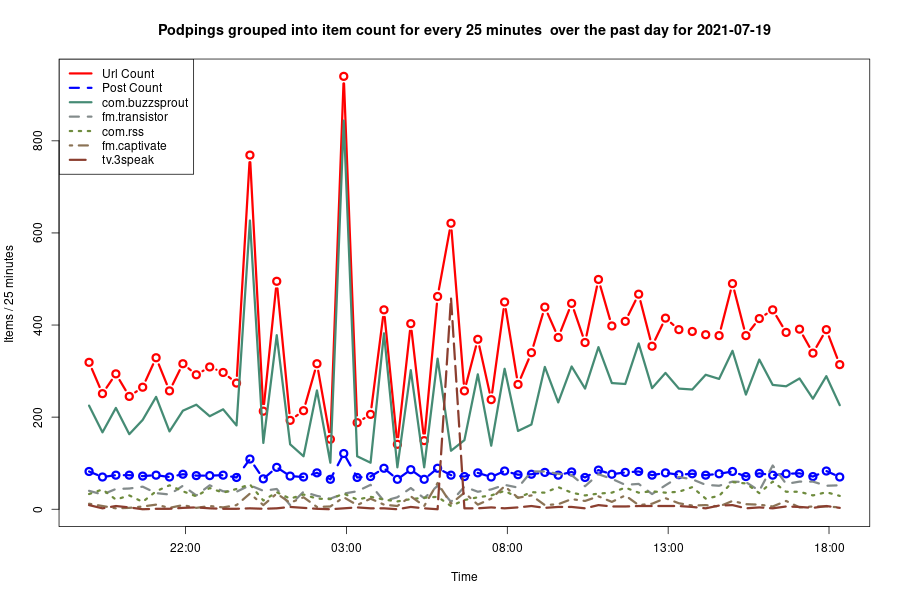 Podpings grouped into item count for every 25 minutes  over the past day for 2021-07-19
Url Count
Post Count
com.buzzsprout
fm.transistor
com.rss
fm.captivate
tv.3speak
Items / 25 minutes
800
600
400
200
0
22:00
03:00
08:00
13:00
18:00
Time